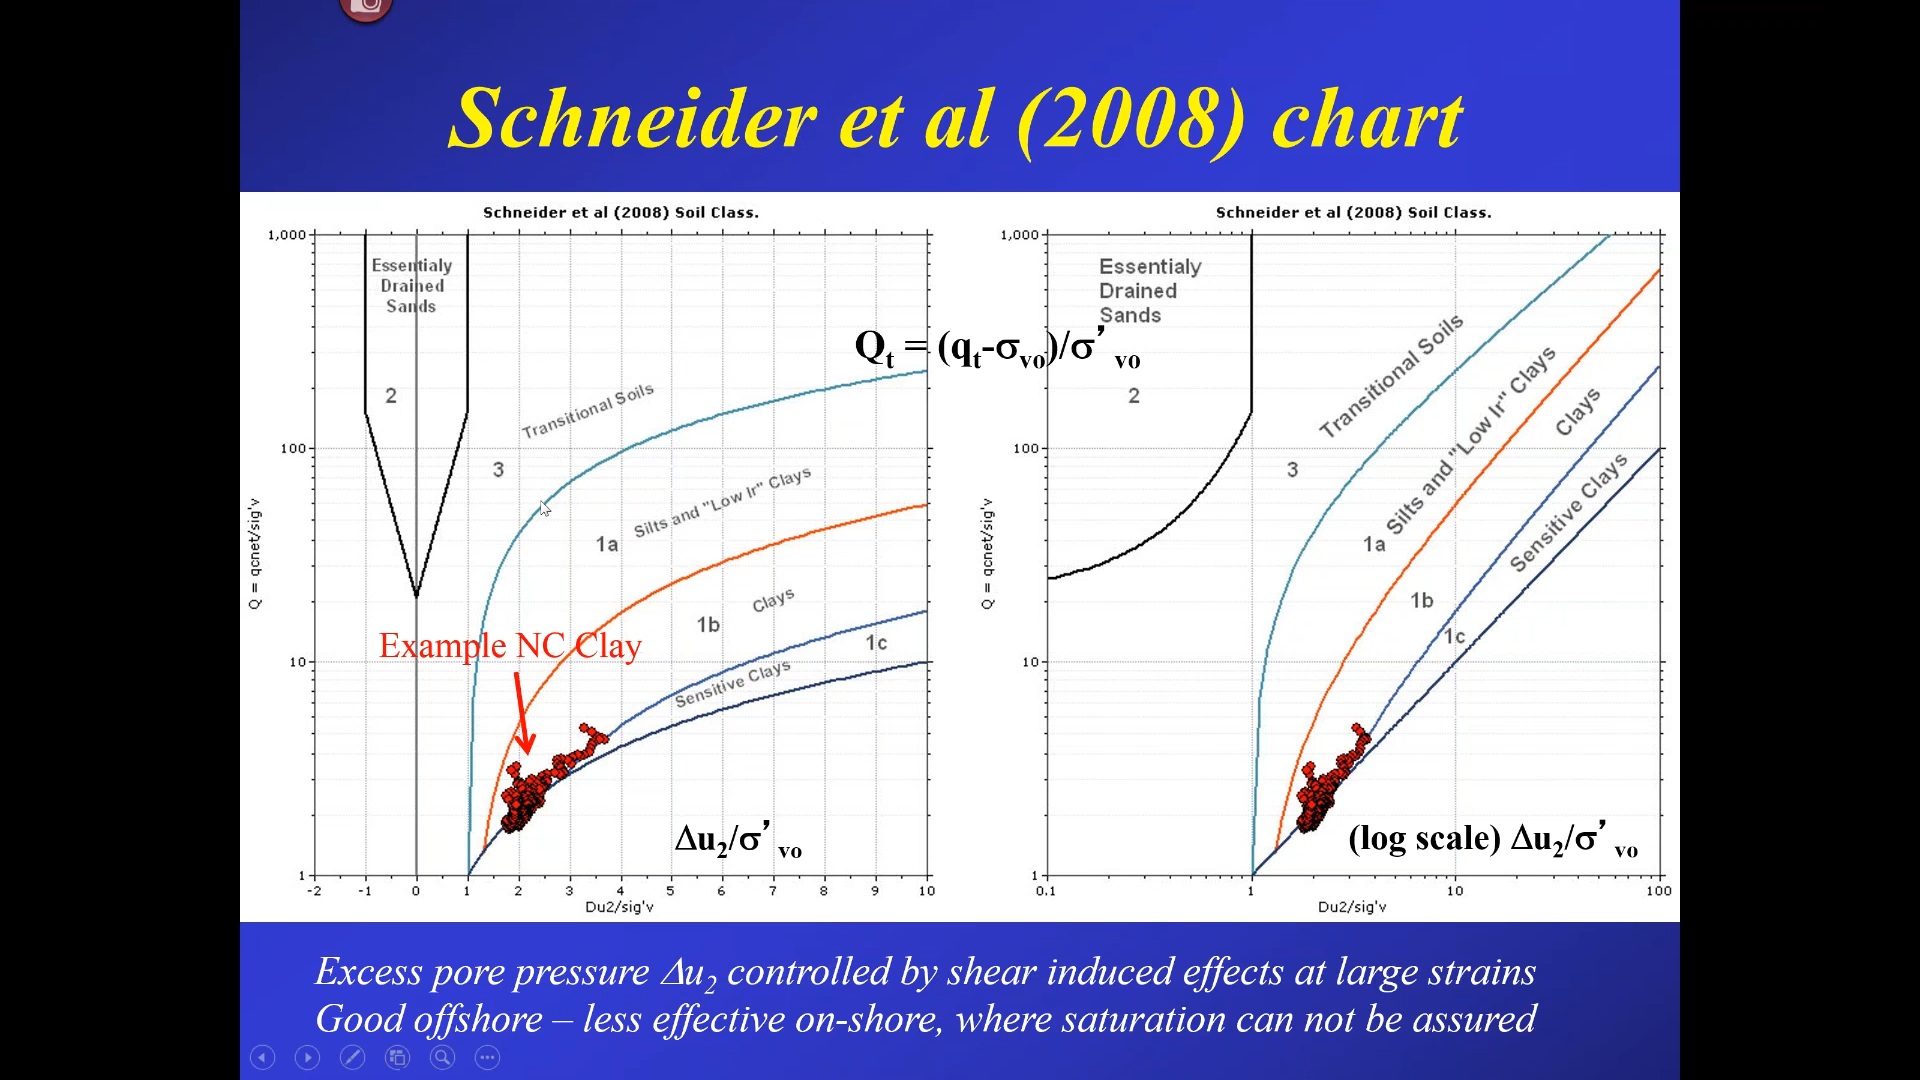 Schneider et al (2008) chart
Schneider et al (2008) Soil Class.
1,000
100
10
1
Q = qcnet/sig'v
Essentialy
Drained
Sands
2
3
Transitional Soils
1a
Silts and "Low Ir" Clays
1b
Clays
1c
Sensitive Clays
Example NC Clay
Δu2/σ’vo
-2 -1 0 1 2 3 4 5 6 7 8 9 10
Du2/sig'v
Qt = (qt-σvo)/σ’vo
Schneider et al (2008) Soil Class.
1,000
100
10
1
Q = qcnet/sig'v
Essentialy
Drained
Sands
2
3
Transitional Soils
1a
Silts and "Low Ir" Clays
1b
Clays
1c
Sensitive Clays
(log scale) Δu2/σ’vo
0.1 1 10 100
Du2/sig'v
Excess pore pressure Δu2 controlled by shear induced effects at large strains
Good offshore – less effective on-shore, where saturation can not be assured